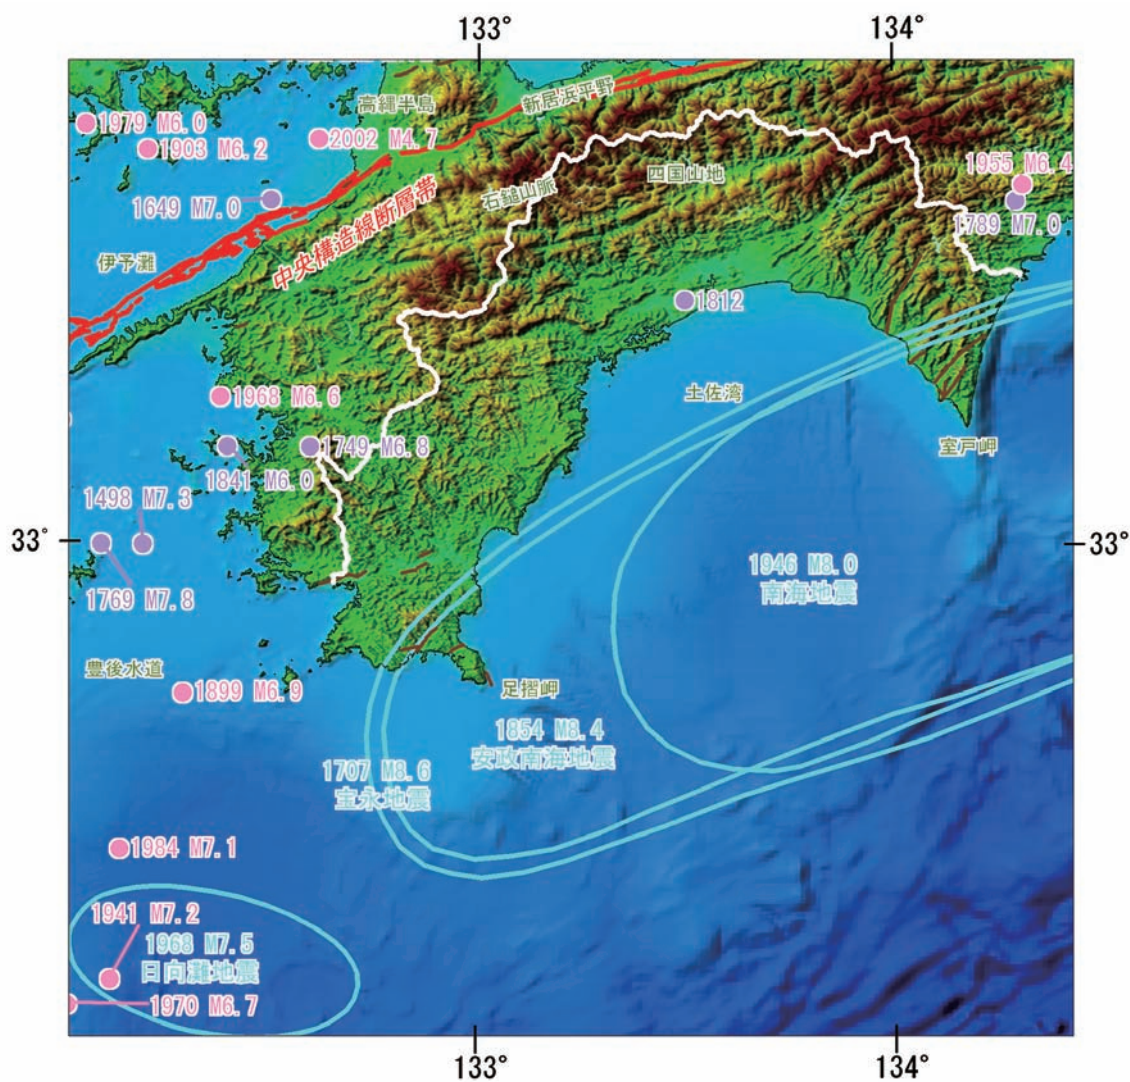 133°
134°
高縄半島
新居浜平野
1979 M6.0
2002 M4.7
1903 M6.2
四国山地
1955 M6.4
石鎚山脈
1649 M7.0
1789 M7.0
中央構造線断層帯
伊予灘
1812
1968 M6.6
土佐湾
1749 M6.8
室戸岬
1841 M6.0
1498 M7.3
33°
33°
1946 M8.0
南海地震
1769 M7.8
豊後水道
足摺岬
1899 M6.9
1854 M8.4
安政南海地震
1707 M8.6
宝永地震
1984 M7.1
1941 M7.2
1968 M7.5
日向灘地震
1970 M6.7
133°
134°